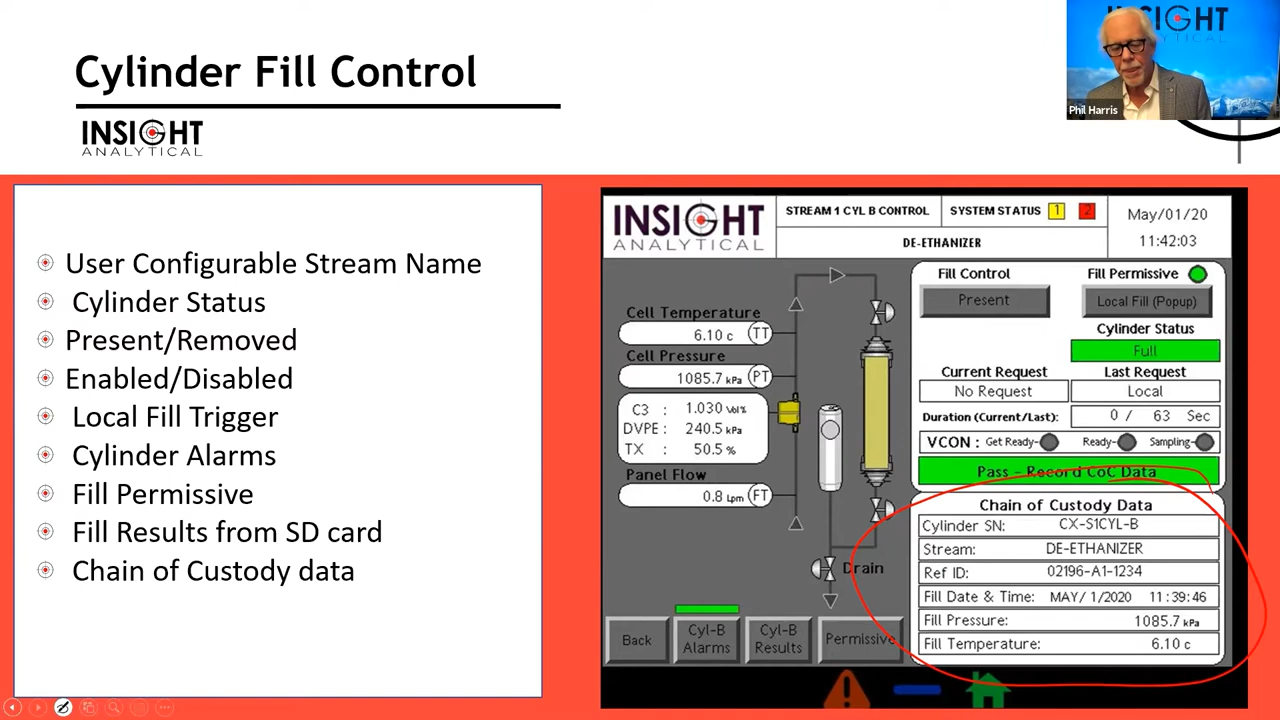 Cylinder Fill Control
INSIGHT
ANALYTICAL
INSIGHT
Phil Harris
User Configurable Stream Name
Cylinder Status
Present/Removed
Enabled/Disabled
Local Fill Trigger
Cylinder Alarms
Fill Permissive
Fill Results from SD card
Chain of Custody data
INSIGHT
ANALYTICAL
STREAM 1 CYL B CONTROL
SYSTEM STATUS 1 2
DE-ETHANIZER
May/01/20
11:42:03
Cell Temperature
6.10 c TT
Cell Pressure
1085.7 kPa PT
C3 : 1.030 Vol%
DVPE : 240.5 kPa
TX : 50.5 %
Panel Flow
0.8 Lpm FT
Drain
Fill Control
Present
Fill Permissive
Local Fill (Popup)
Cylinder Status
Full
Current Request
No Request
Last Request
Local
Duration (Current/Last): 0 / 63 Sec
VCON : Get Ready- Ready- Sampling-
Pass - Record CoC Data
Chain of Custody Data
Cylinder SN: CX-S1CYL-B
Stream: DE-ETHANIZER
Ref ID: 02196-A1-1234
Fill Date & Time: MAY/ 1/2020 11:39:46
Fill Pressure: 1085.7 kPa
Fill Temperature: 6.10 c
Back
Cyl-B
Alarms
Cyl-B
Results
Permissive